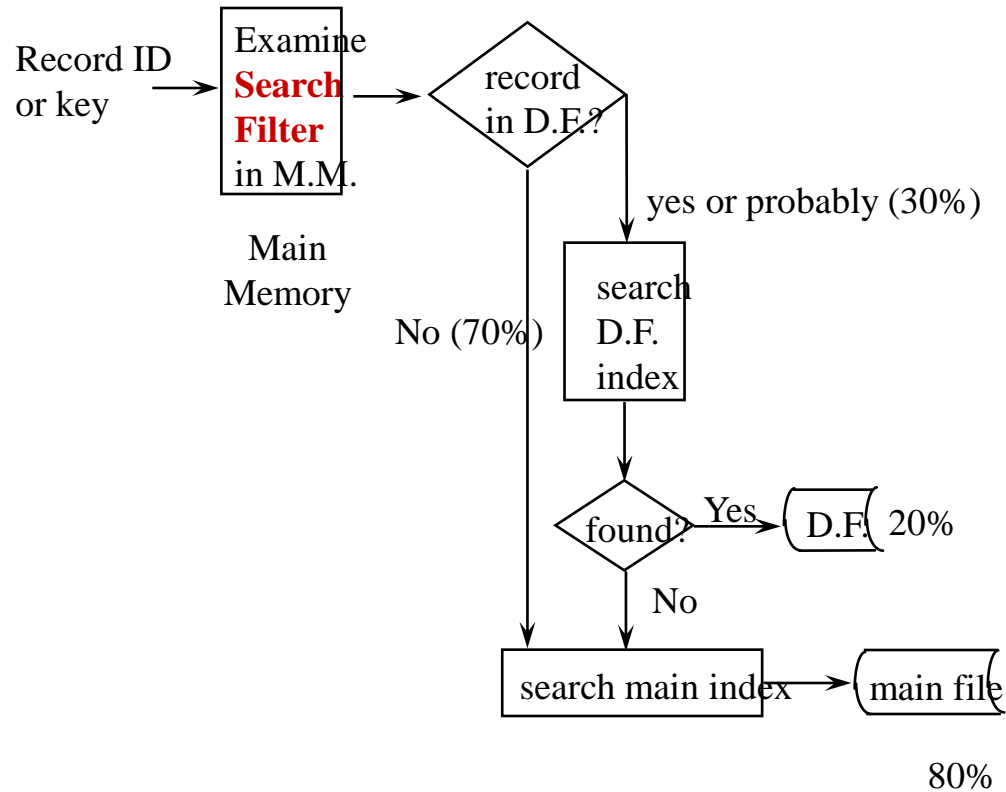 Record ID
or key
Examine
Search
Filter
in M.M.
Main
Memory
record
in D.F.?
yes or probably (30%)
No (70%)
search
D.F.
index
found?
Yes
D.F.
20%
No
search main index
main file
80%